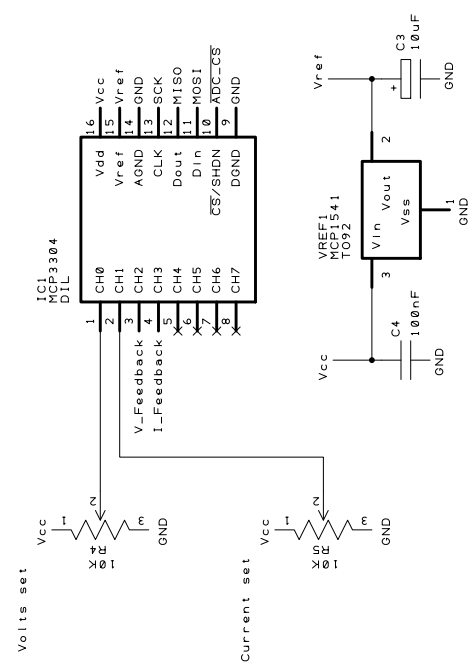 IC1
MCP3304
DIL
1 CH0 Vdd 16 Vcc
2 CH1 Vref 15 Vref
V_Feedback 3 CH2 AGND 14 GND
I_Feedback 4 CH3 CLK 13 SCK
5 CH4 Dout 12 MISO
6 CH5 Din 11 MOSI
7 CH6 CS/SHDN 10 ADC_CS
8 CH7 DGND 9 GND
Volts set
Vcc
1
2
3
R4
10K
GND
Current set
Vcc
1
2
3
R5
10K
GND
VREF1
MCP1541
TO92
Vcc
3
Vin
Vout
2
Vss
1
GND
C4
100nF
GND
Vref
+
C3
10uF
GND